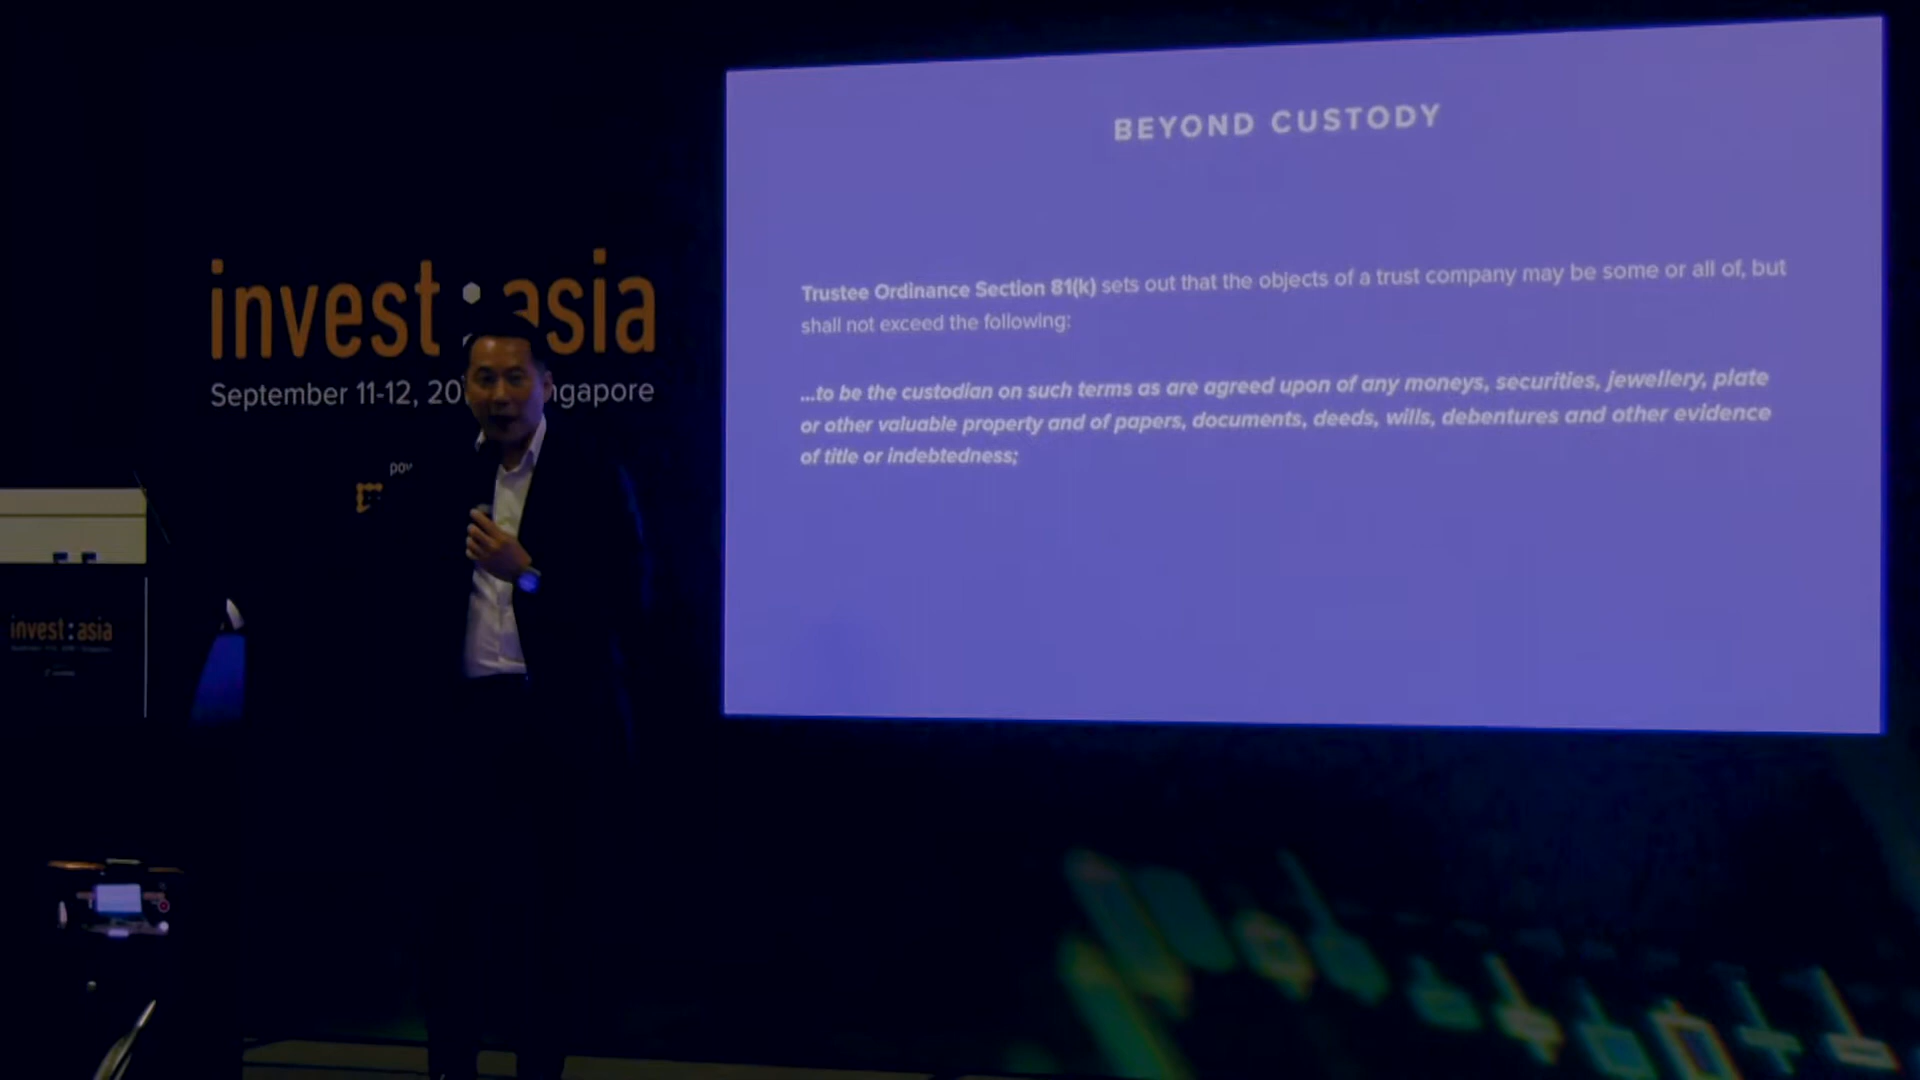 BEYOND CUSTODY
invest:asia
September 11-12, 20 ngapore
Trustee Ordinance Section 81(k) sets out that the objects of a trust company may be some or all of, but
shall not exceed the following:
...to be the custodian on such terms as are agreed upon of any moneys, securities, jewellery, plate
or other valuable property and of papers, documents, deeds, wills, debentures and other evidence
of title or indebtedness;
pow
invest:asia